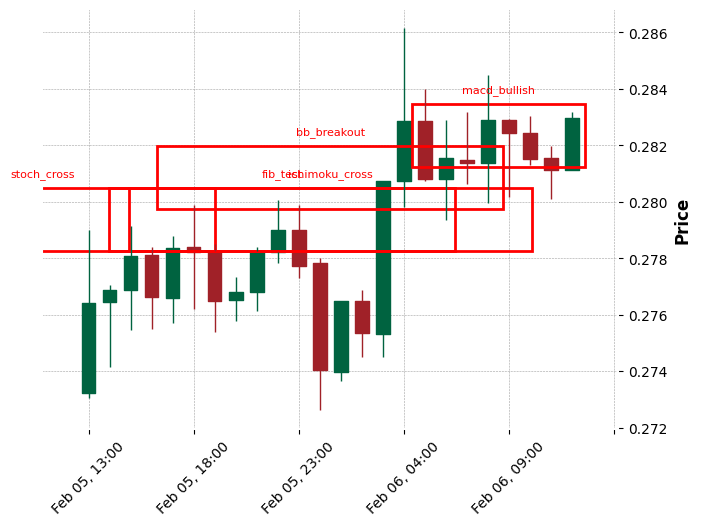 0.286
0.284
macd_bullish
0.282
bb_breakout
stoch_cross
fib_test
ichimoku_cross
0.280
0.278
0.276
0.274
0.272
Price
Feb 05, 13:00
Feb 05, 18:00
Feb 05, 23:00
Feb 06, 04:00
Feb 06, 09:00